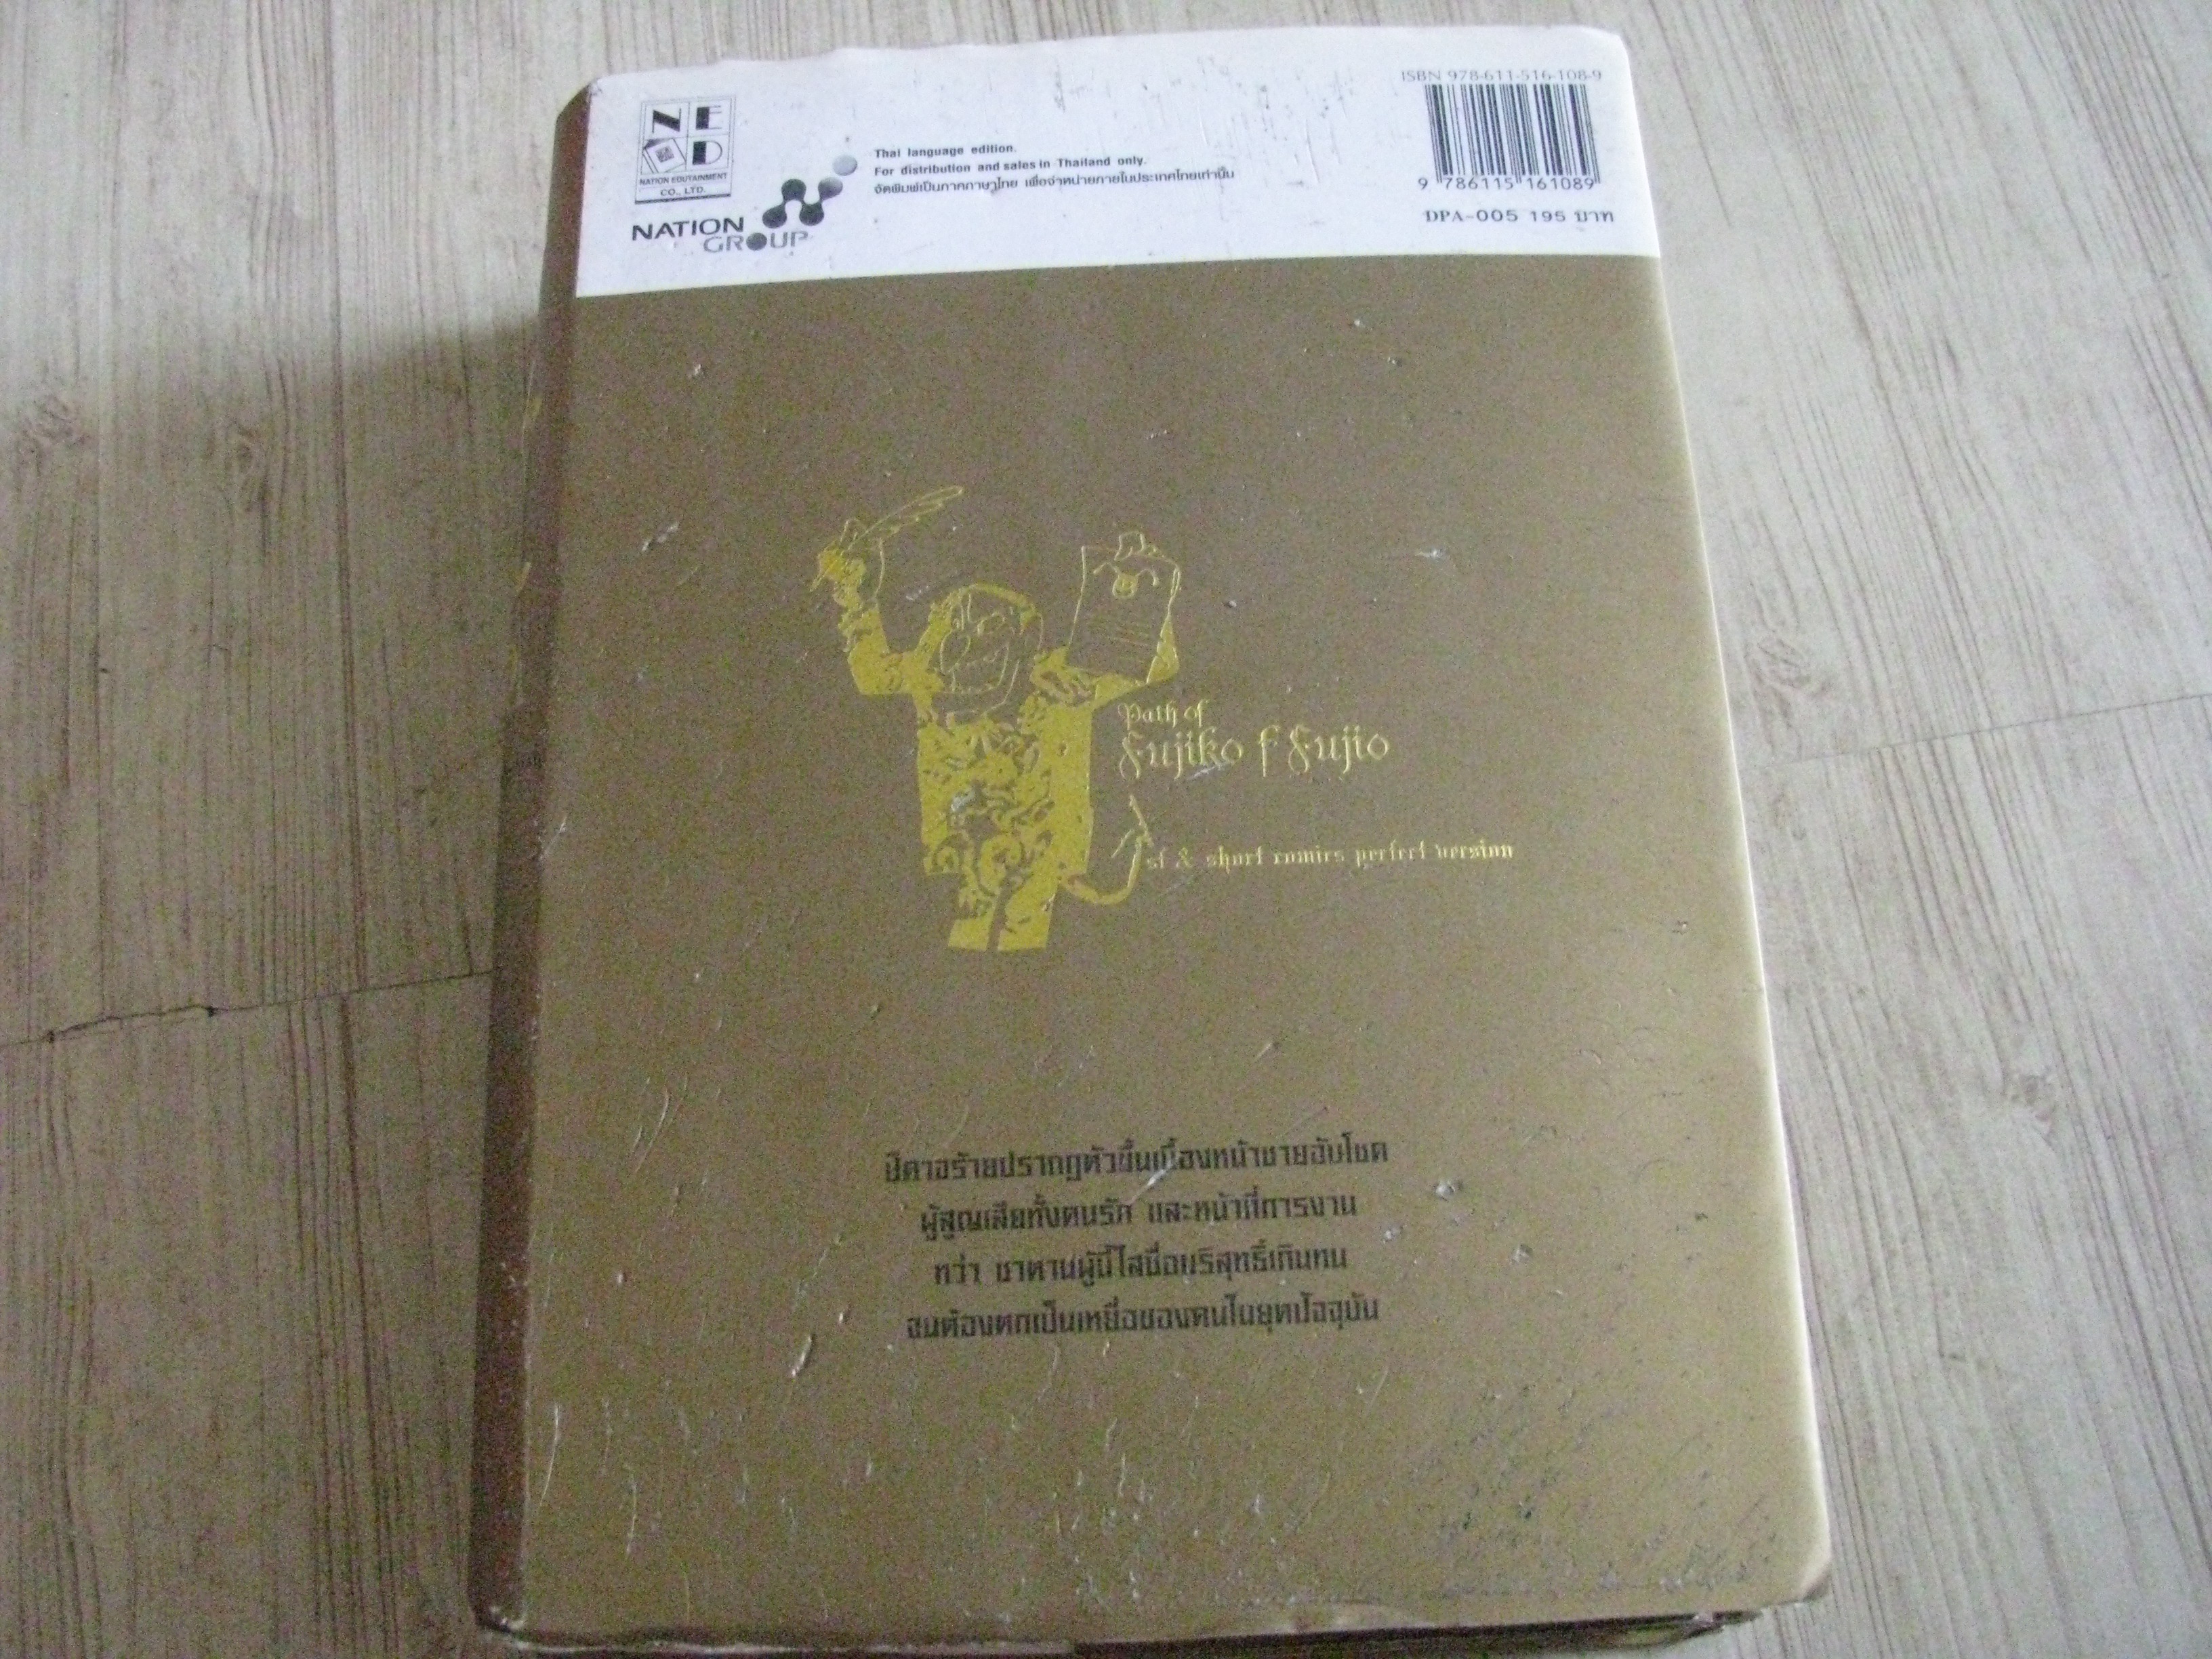 ISBN 978-611-516-108-9
N E
D
NATION EDUTAINMENT
CO., LTD.
NATION
GROUP
Thai language edition.
For distribution and sales in Thailand only.
จัดพิมพ์เป็นภาคภาษาไทย เพื่อจำหน่ายภายในประเทศไทยเท่านั้น
9 786115 161089
DPA-005 195 บาท
Path of
Fujiko f Fujio
sf & short comics perfect version
ปีศาจร้ายปรากฏตัวขึ้นเบื้องหน้าชายอับโชค
ผู้สูญเสียทั้งคนรัก และหน้าที่การงาน
ทว่า ซาตานผู้นี้ใสซื่อบริสุทธิ์เกินทน
จนต้องตกเป็นเหยื่อของคนในยุคปัจจุบัน